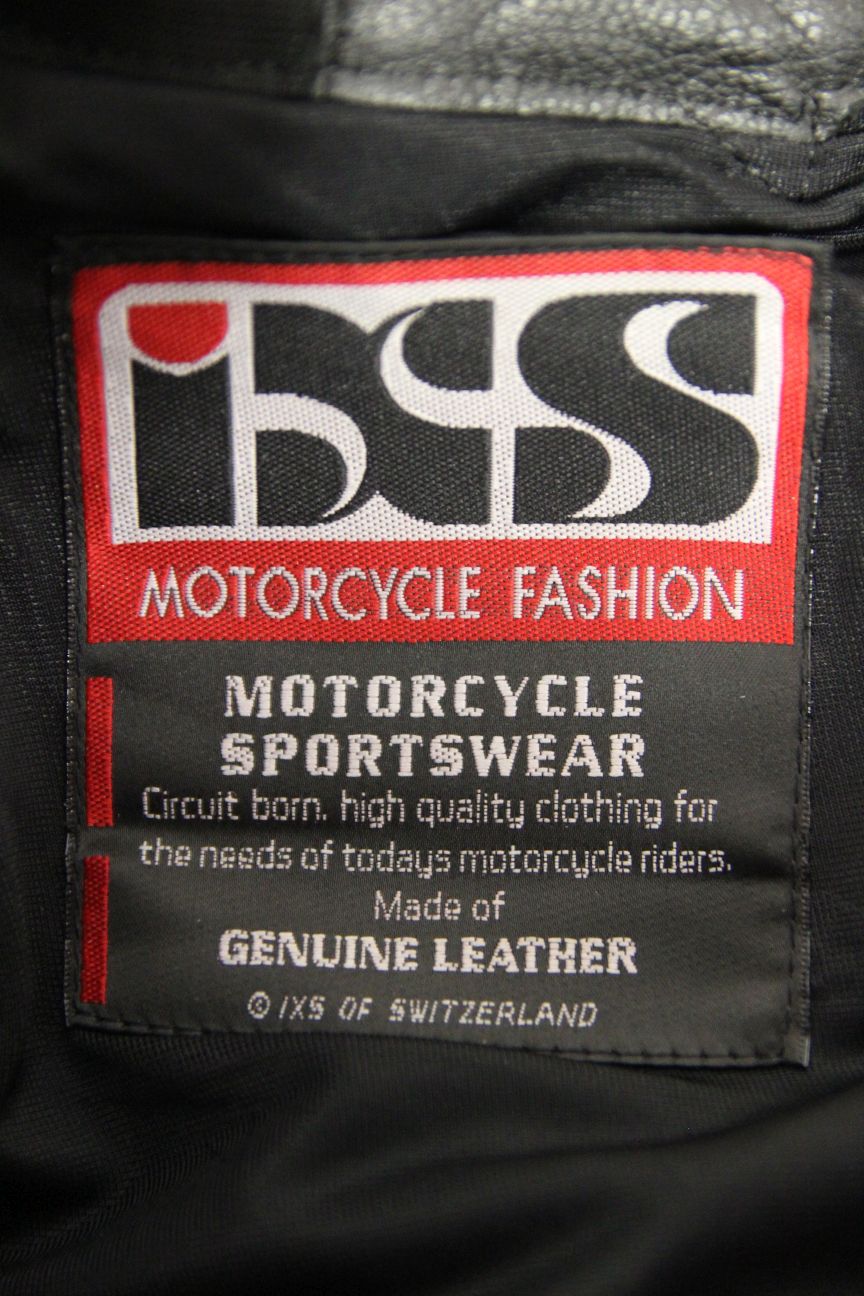 iXS
MOTORCYCLE FASHION
MOTORCYCLE
SPORTSWEAR
Circuit born. high quality clothing for
the needs of todays motorcycle riders.
Made of
GENUINE LEATHER
© IXS OF SWITZERLAND